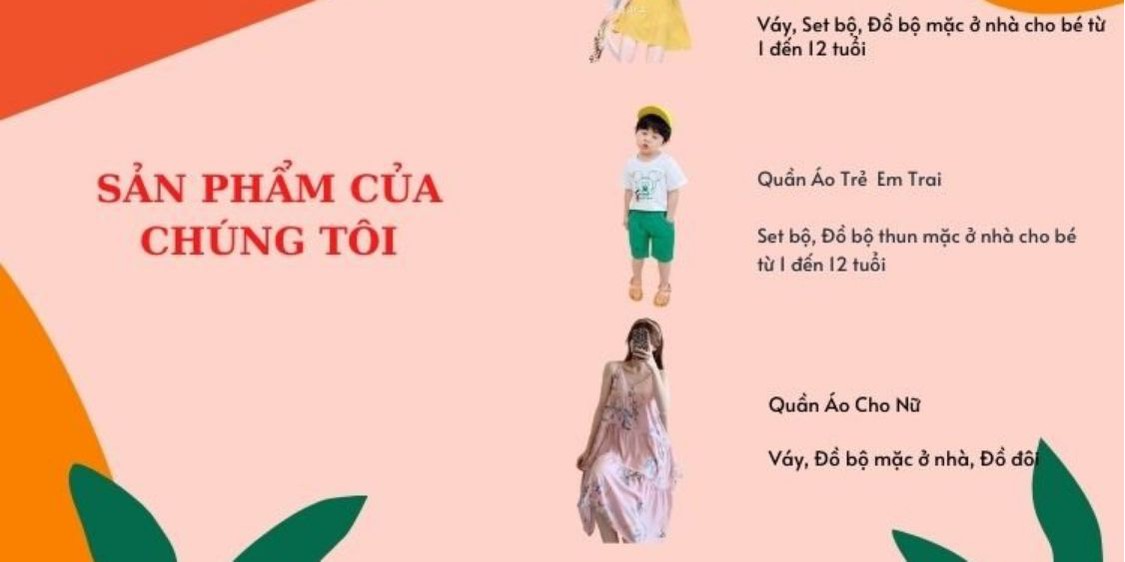 SẢN PHẨM CỦA
CHÚNG TÔI
Váy, Set bộ, Đồ bộ mặc ở nhà cho bé từ
1 đến 12 tuổi
Quần Áo Trẻ Em Trai
Set bộ, Đồ bộ thun mặc ở nhà cho bé
từ 1 đến 12 tuổi
Quần Áo Cho Nữ
Váy, Đồ bộ mặc ở nhà, Đồ đôi